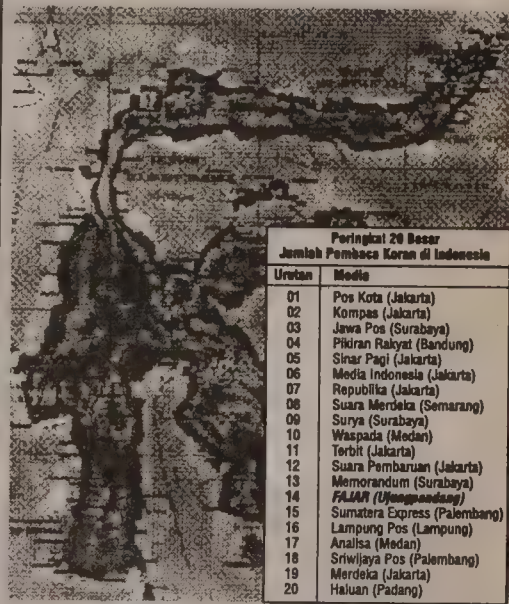 Peringkat 20 Besar
Jumlah Pembaca Koran di Indonesia
Urutan Media
01 Pos Kota (Jakarta)
02 Kompas (Jakarta)
03 Jawa Pos (Surabaya)
04 Pikiran Rakyat (Bandung)
05 Sinar Pagi (Jakarta)
06 Media Indonesia (Jakarta)
07 Republika (Jakarta)
08 Suara Merdeka (Semarang)
09 Surya (Surabaya)
10 Waspada (Medan)
11 Terbit (Jakarta)
12 Suara Pembaruan (Jakarta)
13 Memorandum (Surabaya)
14 FAJAR (Ujungpandang)
15 Sumatera Express (Palembang)
16 Lampung Pos (Lampung)
17 Analisa (Medan)
18 Sriwijaya Pos (Palembang)
19 Merdeka (Jakarta)
20 Haluan (Padang)